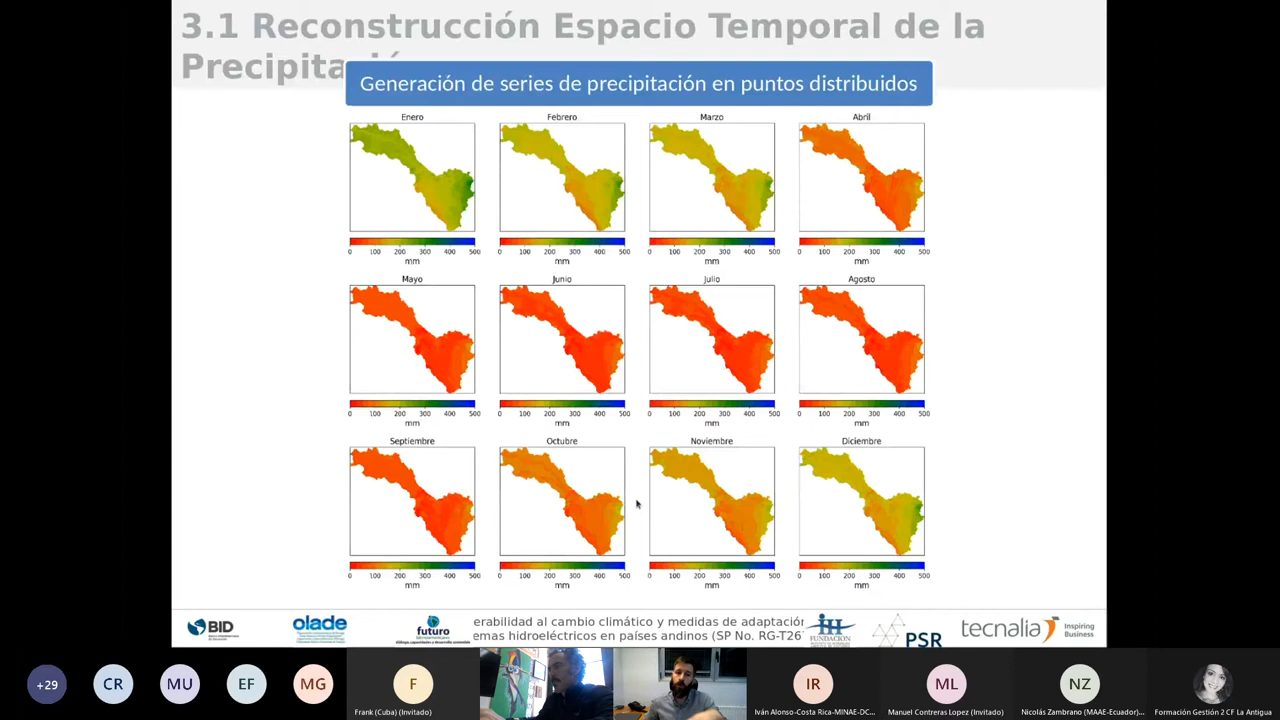 3.1 Reconstrucción Espacio Temporal de la
Generación de series de precipitación en puntos distribuidos
Enero Febrero Marzo Abril
0 100 200 300 400 500 0 100 200 300 400 500 0 100 200 300 400 500 0 100 200 300 400 500
mm mm mm mm
Mayo Junio Julio Agosto
0 100 200 300 400 500 0 100 200 300 400 500 0 100 200 300 400 500 0 100 200 300 400 500
mm mm mm mm
Septiembre Octubre Noviembre Diciembre
0 100 200 300 400 500 0 100 200 300 400 500 0 100 200 300 400 500 0 100 200 300 400 500
mm mm mm mm
BID olade futuro
erabilidad al cambio climático y medidas de adaptación
emas hidroeléctricos en países andinos (SP No. RG-T26
FUNDACIÓN PSR tecnalia Inspiring
Business
+29 CR MU EF MG F IR ML NZ
Frank (Cuba) (Invitado) Iván Alonso-Costa Rica-MINAE-DC... Manuel Contreras Lopez (Invitado) Nicolás Zambrano (MAAE-Ecuador)... Formación Gestión 2 CF La Antigua